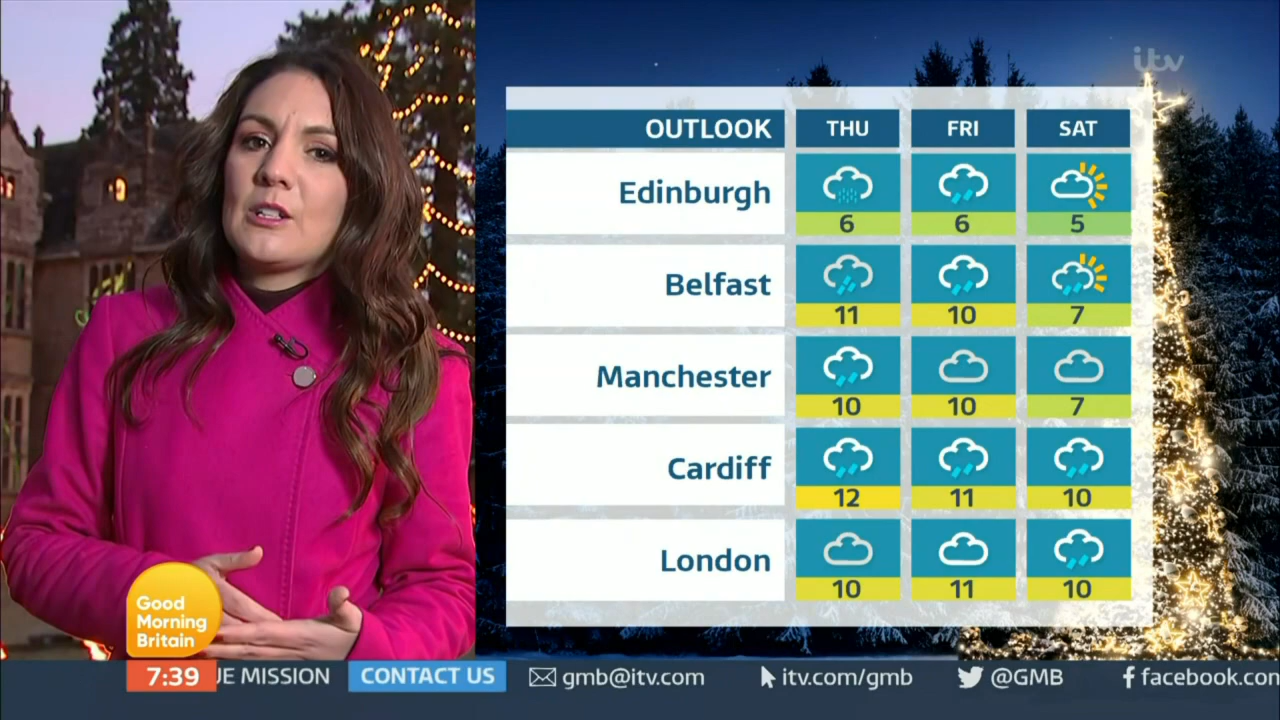 itv
OUTLOOK THU FRI SAT
Edinburgh 6 6 5
Belfast 11 10 7
Manchester 10 10 7
Cardiff 12 11 10
London 10 11 10
Good
Morning
Britain
7:39 UE MISSION CONTACT US gmb@itv.com itv.com/gmb @GMB facebook.con